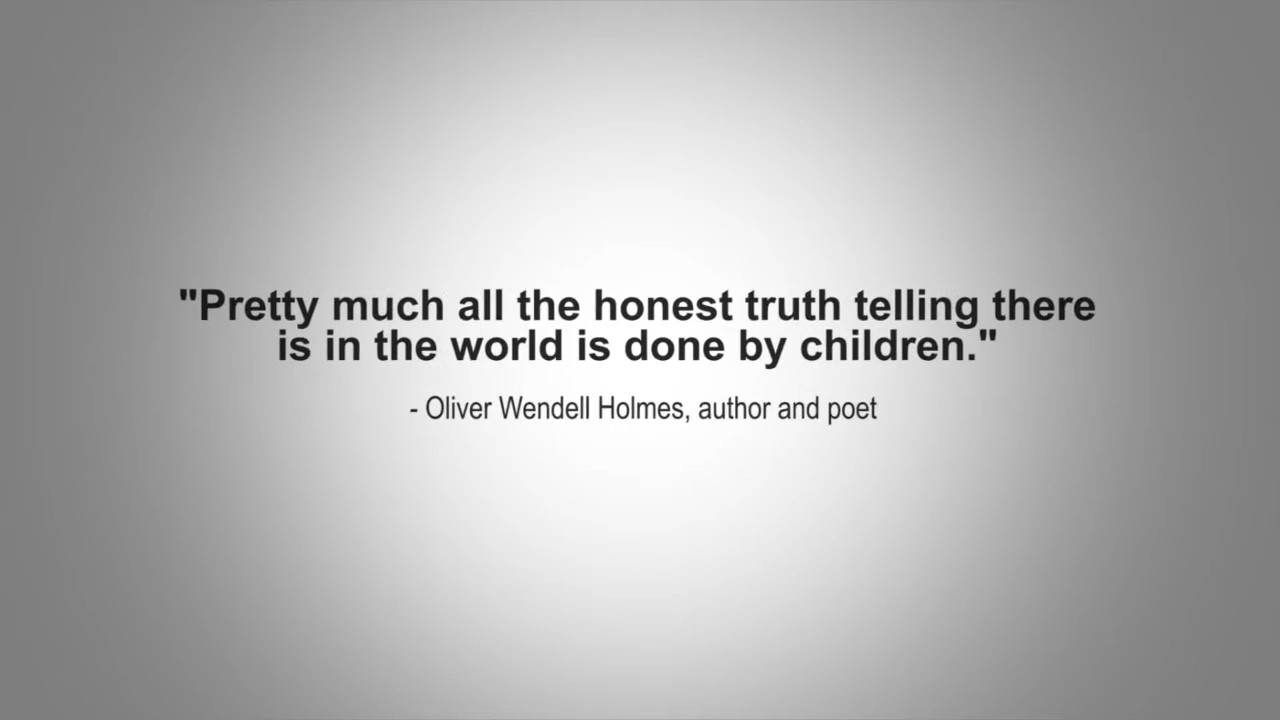 "Pretty much all the honest truth telling there
is in the world is done by children."
- Oliver Wendell Holmes, author and poet